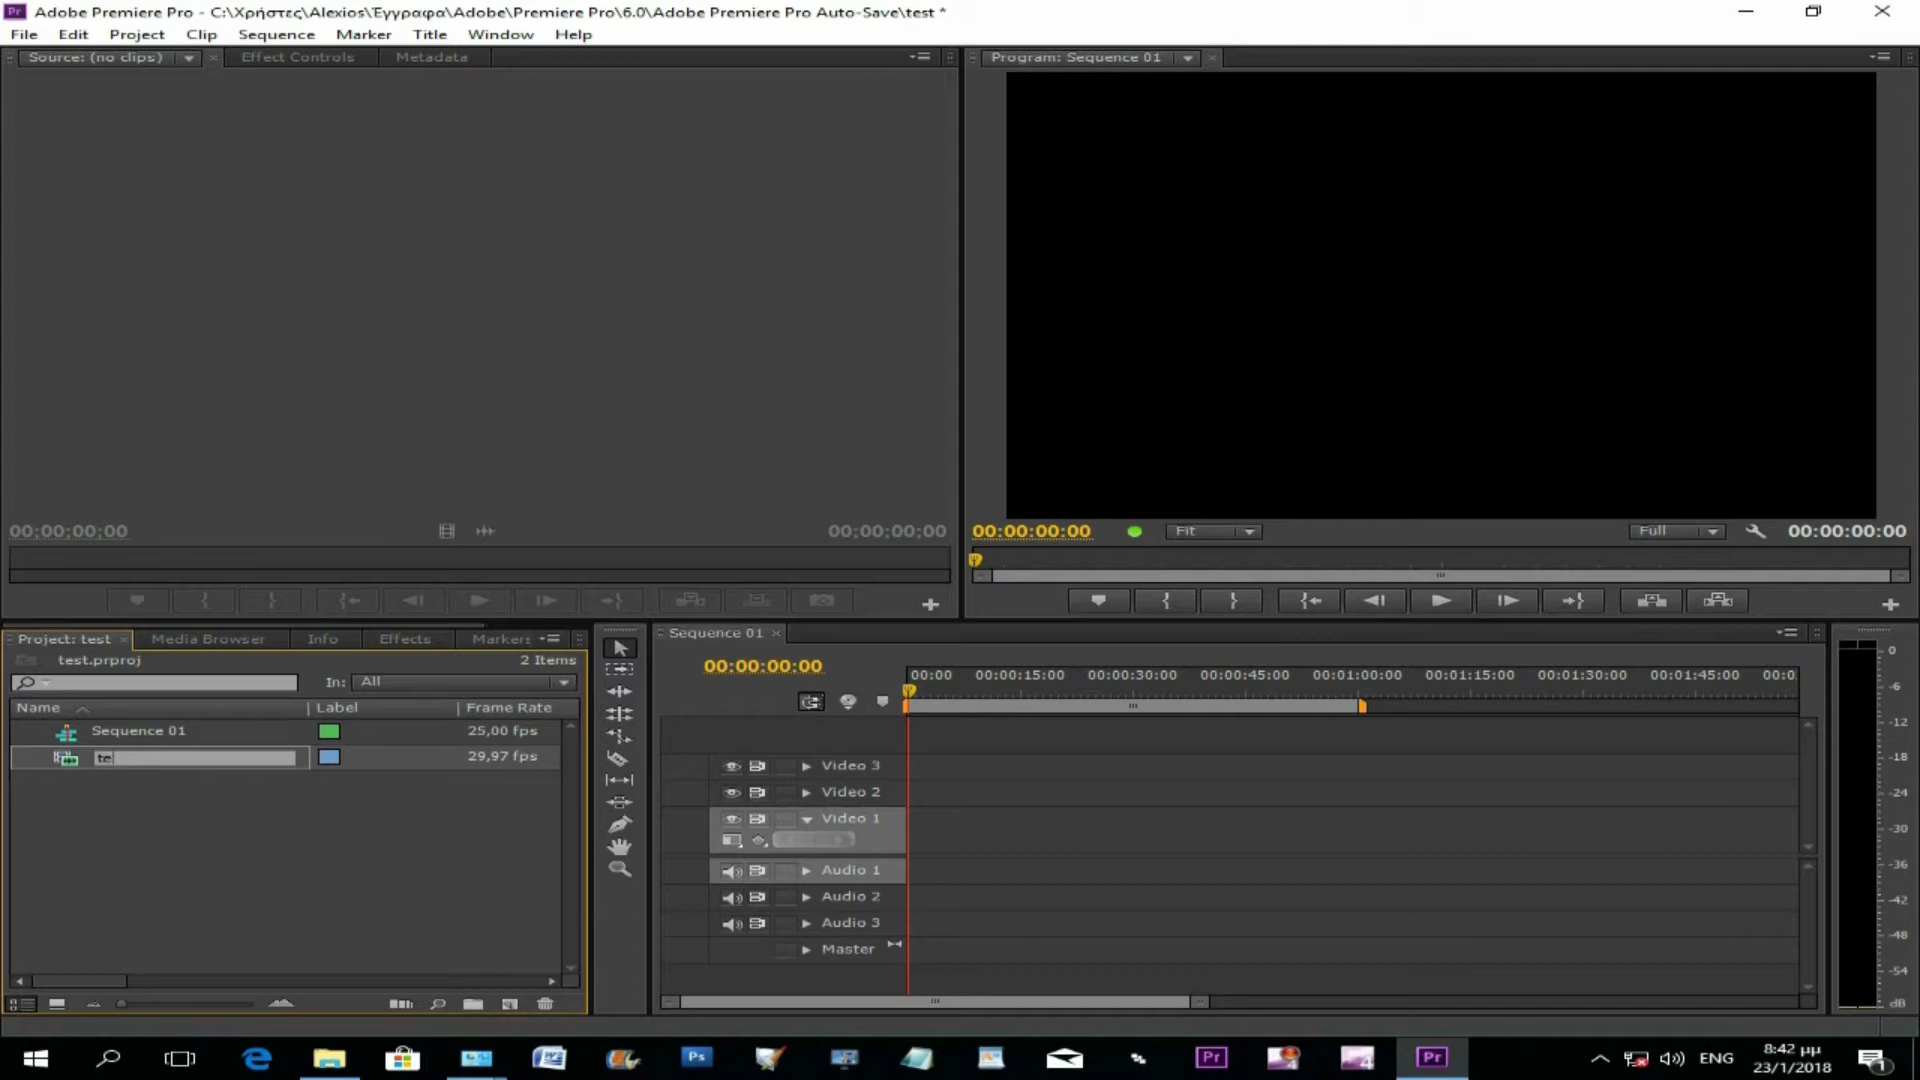 Pr Adobe Premiere Pro - C:\Χρήστες\Alexios\Έγγραφα\Adobe\Premiere Pro\6.0\Adobe Premiere Pro Auto-Save\test *
File Edit Project Clip Sequence Marker Title Window Help
Source: (no clips) Effect Controls Metadata
Program: Sequence 01
00;00;00;00
00;00;00;00
00:00:00:00 Fit
Full 00:00:00:00
Project: test Media Browser Info Effects Marker:
test.prproj 2 Items
In: All
Name Label Frame Rate
Sequence 01 25,00 fps
te 29,97 fps
Sequence 01
00:00:00:00
00:00 00:00:15:00 00:00:30:00 00:00:45:00 00:01:00:00 00:01:15:00 00:01:30:00 00:01:45:00 00:0
Video 3
Video 2
Video 1
Audio 1
Audio 2
Audio 3
Master
0
-6
-12
-18
-24
-30
-36
-42
-48
-54
dB
Ps Pr 4 Pr
ENG
8:42 μμ
23/1/2018
1